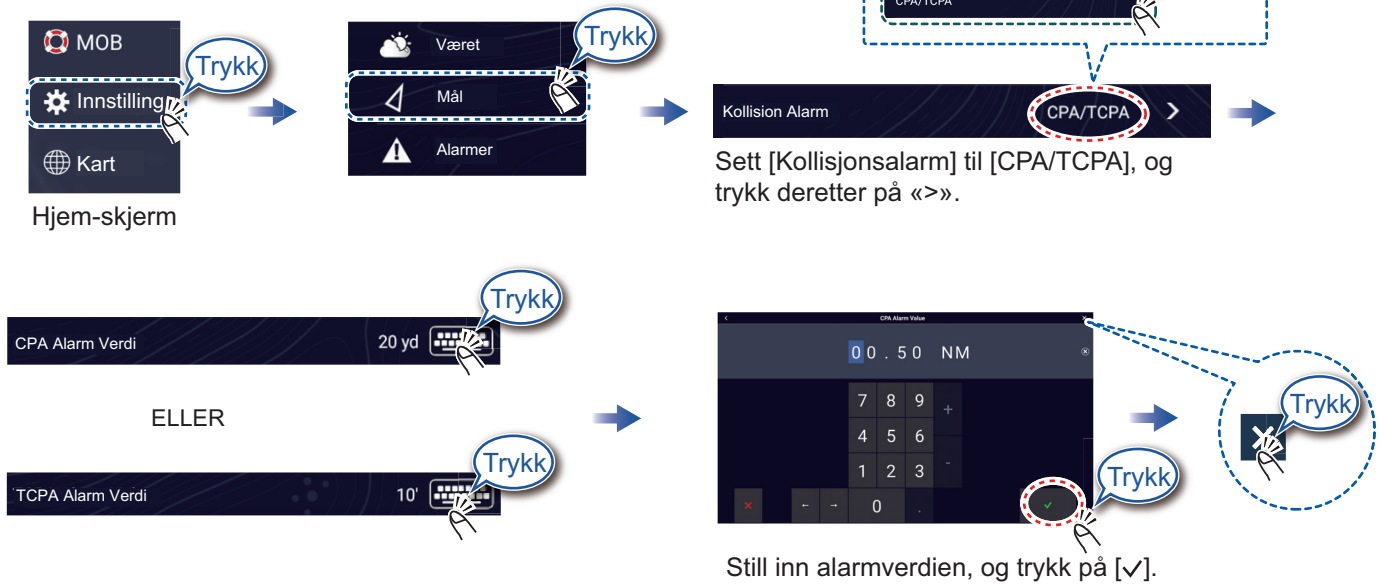 CPA/TCPA
MOB
Trykk
Innstilling
Kart
Hjem-skjerm
Været
Trykk
Mål
Alarmer
Kollision Alarm
CPA/TCPA >
Sett [Kollisjonsalarm] til [CPA/TCPA], og
trykk deretter på «>».
Trykk
CPA Alarm Verdi 20 yd
ELLER
Trykk
TCPA Alarm Verdi 10'
< CPA Alarm Value ×
00.50 NM
7 8 9 +
4 5 6
1 2 3 -
× ← → 0 . ✓
Trykk
Trykk
Still inn alarmverdien, og trykk på [✓].